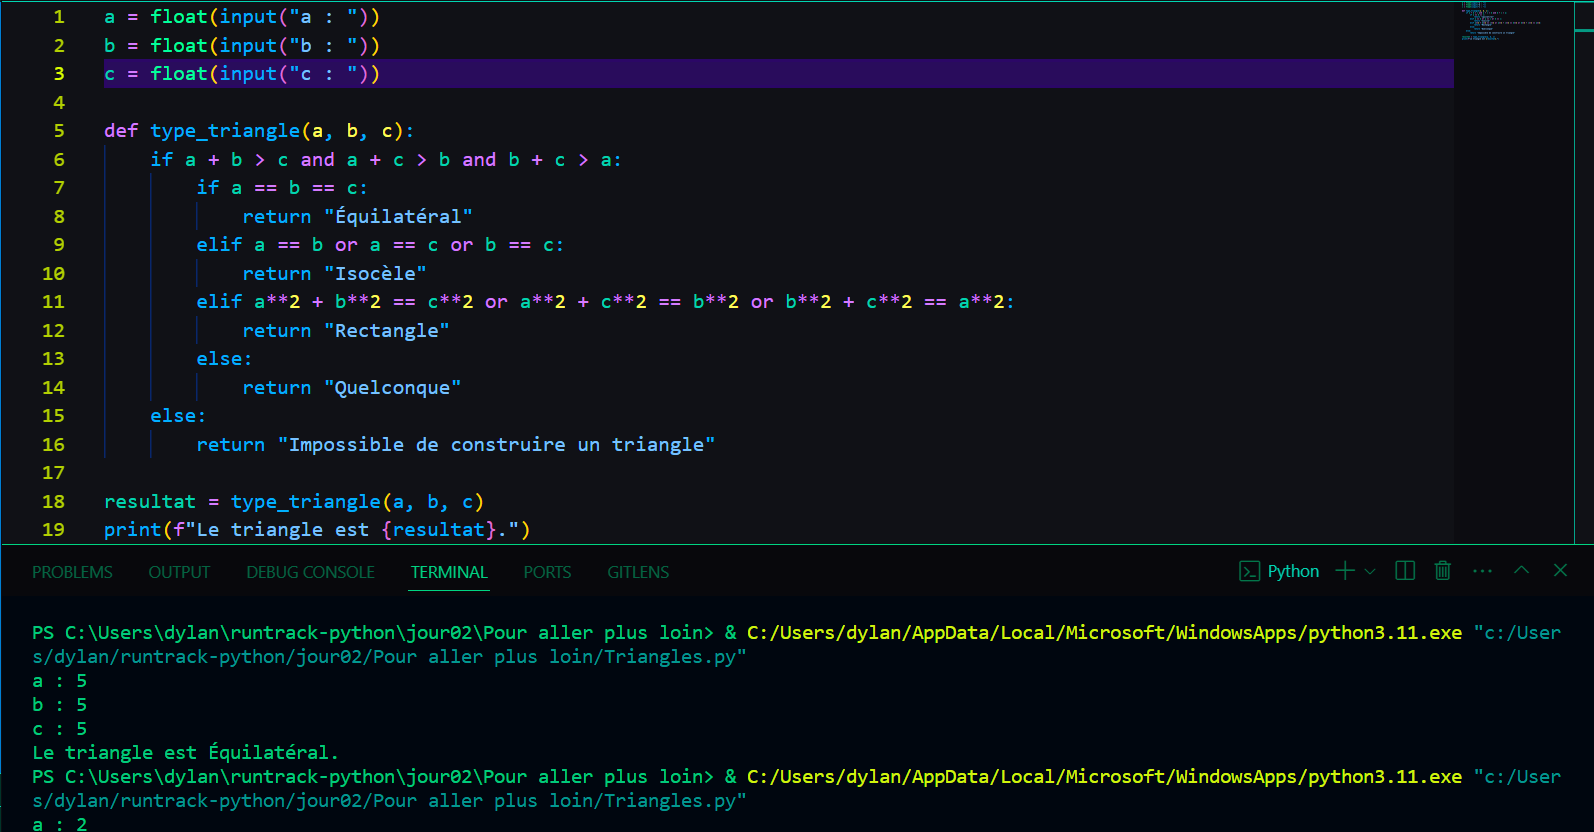 1 a = float(input("a : "))
2 b = float(input("b : "))
3 c = float(input("c : "))
4
5 def type_triangle(a, b, c):
6     if a + b > c and a + c > b and b + c > a:
7         if a == b == c:
8             return "Équilatéral"
9         elif a == b or a == c or b == c:
10             return "Isocèle"
11         elif a**2 + b**2 == c**2 or a**2 + c**2 == b**2 or b**2 + c**2 == a**2:
12             return "Rectangle"
13         else:
14             return "Quelconque"
15     else:
16         return "Impossible de construire un triangle"
17
18 resultat = type_triangle(a, b, c)
19 print(f"Le triangle est {resultat}.")
PROBLEMS OUTPUT DEBUG CONSOLE TERMINAL PORTS GITLENS Python
PS C:\Users\dylan\runtrack-python\jour02\Pour aller plus loin> & C:/Users/dylan/AppData/Local/Microsoft/WindowsApps/python3.11.exe "c:/User
s/dylan/runtrack-python/jour02/Pour aller plus loin/Triangles.py"
a : 5
b : 5
c : 5
Le triangle est Équilatéral.
PS C:\Users\dylan\runtrack-python\jour02\Pour aller plus loin> & C:/Users/dylan/AppData/Local/Microsoft/WindowsApps/python3.11.exe "c:/User
s/dylan/runtrack-python/jour02/Pour aller plus loin/Triangles.py"
a : 2